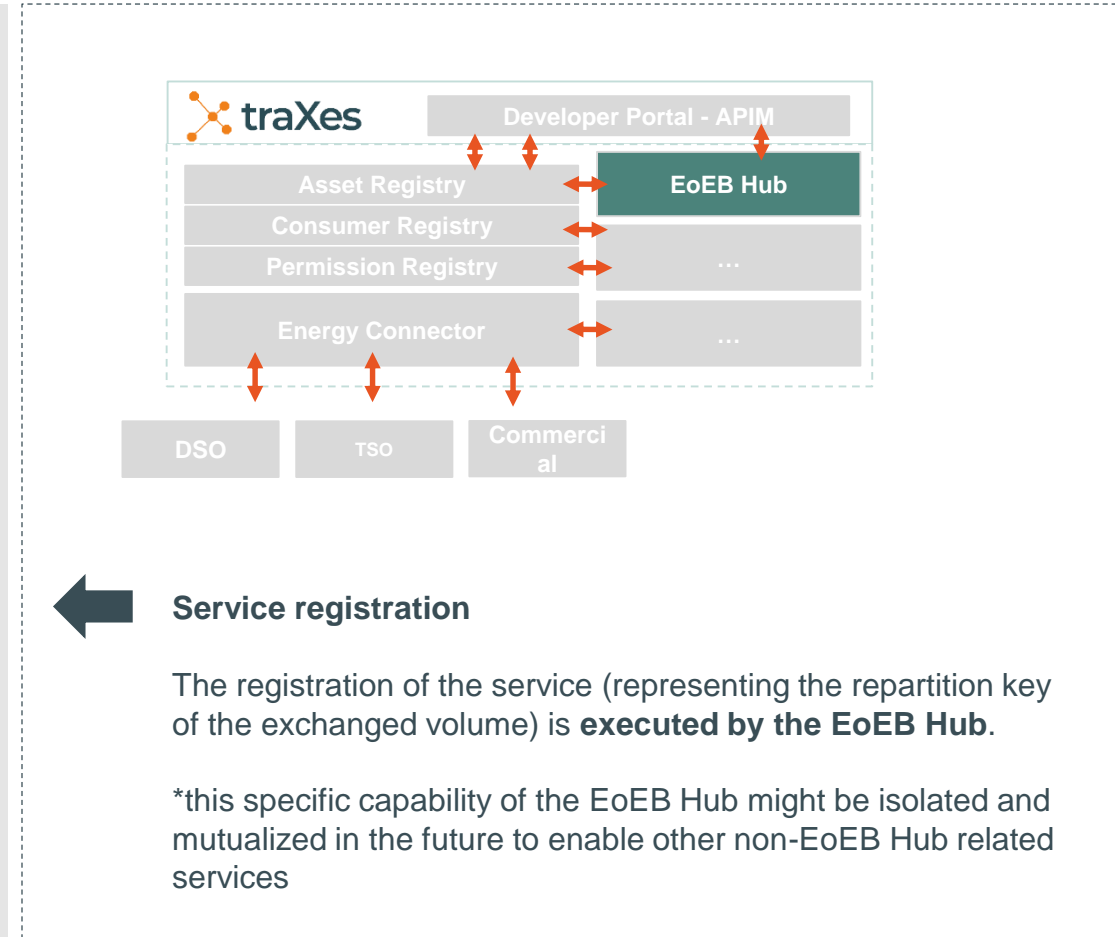 traXes
Developer Portal - APIM
Asset Registry
EoEB Hub
Consumer Registry
Permission Registry
...
Energy Connector
...
DSO
TSO
Commerci
al
Service registration
The registration of the service (representing the repartition key
of the exchanged volume) is executed by the EoEB Hub.
*this specific capability of the EoEB Hub might be isolated and
mutualized in the future to enable other non-EoEB Hub related
services